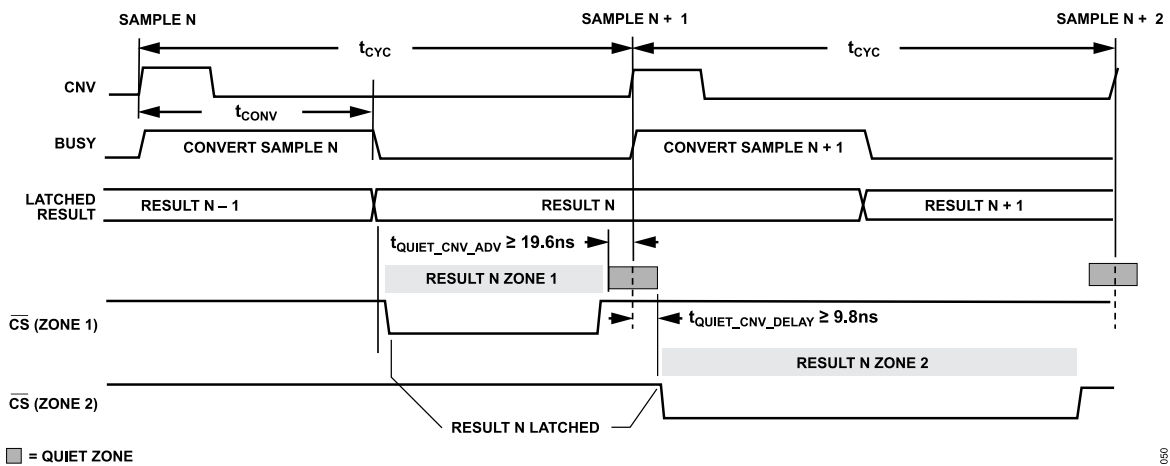 SAMPLE N
SAMPLE N + 1
SAMPLE N + 2
tCYC
tCYC
CNV
tCONV
BUSY
CONVERT SAMPLE N
CONVERT SAMPLE N + 1
LATCHED
RESULT
RESULT N – 1
RESULT N
RESULT N + 1
tQUIET_CNV_ADV ≥ 19.6ns
RESULT N ZONE 1
CS (ZONE 1)
tQUIET_CNV_DELAY ≥ 9.8ns
RESULT N ZONE 2
CS (ZONE 2)
RESULT N LATCHED
= QUIET ZONE
050